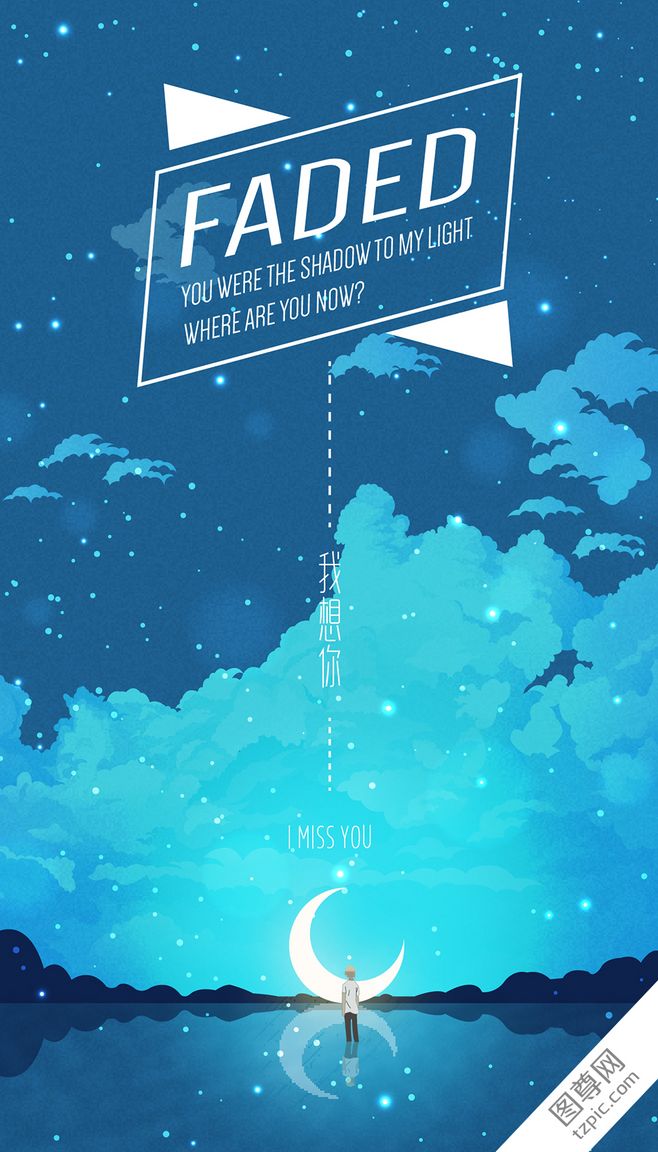 FADED
YOU WERE THE SHADOW TO MY LIGHT
WHERE ARE YOU NOW?
我想你
I MISS YOU
图尊网
tzpic.com